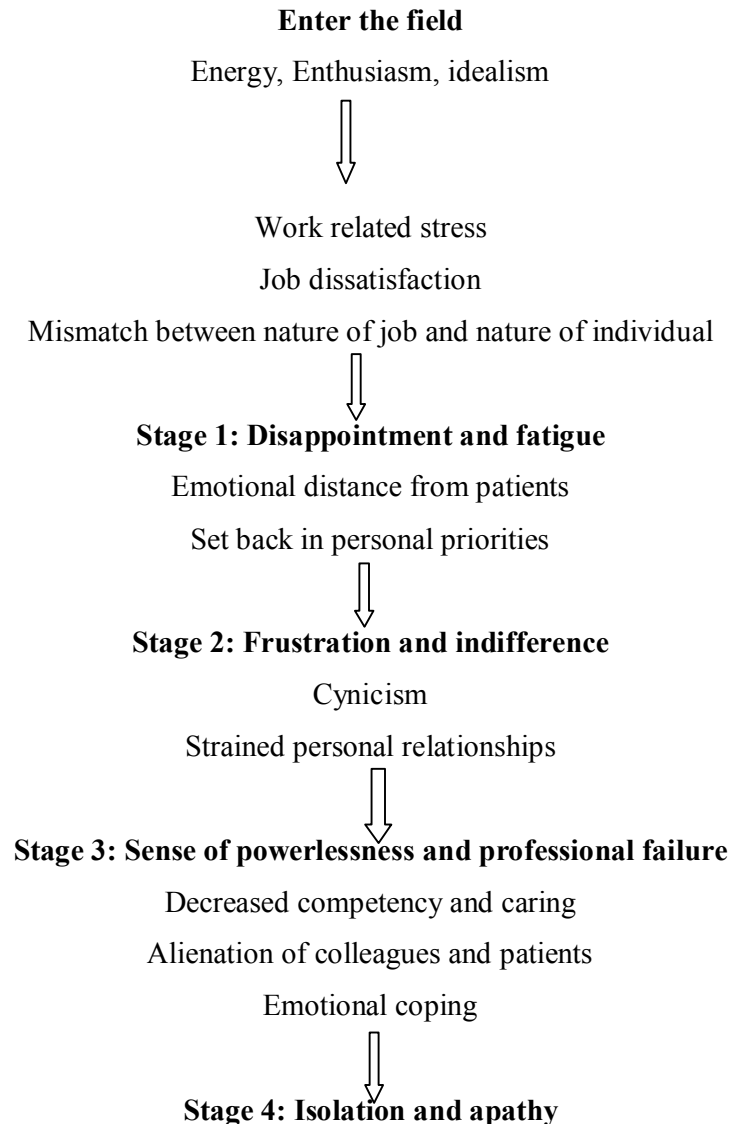 Enter the field
Energy, Enthusiasm, idealism
Work related stress
Job dissatisfaction
Mismatch between nature of job and nature of individual
Stage 1: Disappointment and fatigue
Emotional distance from patients
Set back in personal priorities
Stage 2: Frustration and indifference
Cynicism
Strained personal relationships
Stage 3: Sense of powerlessness and professional failure
Decreased competency and caring
Alienation of colleagues and patients
Emotional coping
Stage 4: Isolation and apathy